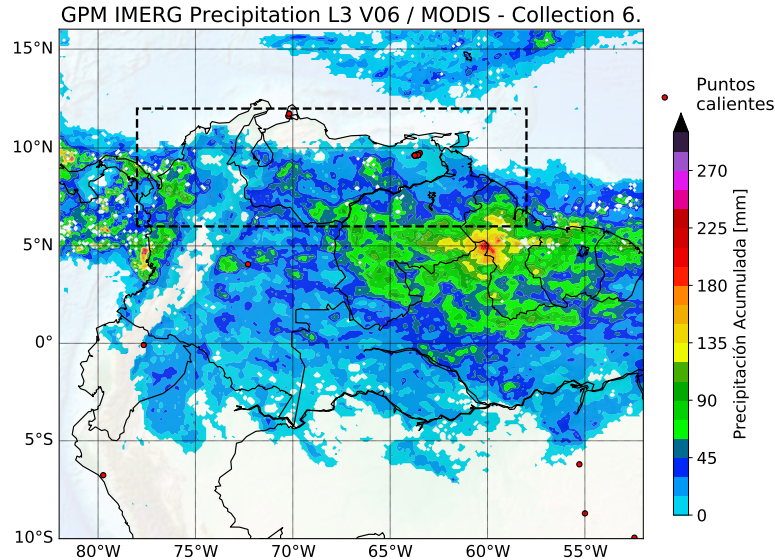 GPM IMERG Precipitation L3 V06 / MODIS - Collection 6.
15°N
10°N
5°N
0°
5°S
10°S
80°W
75°W
70°W
65°W
60°W
55°W
Puntos
calientes
270
225
180
135
90
45
0
Precipitación Acumulada [mm]